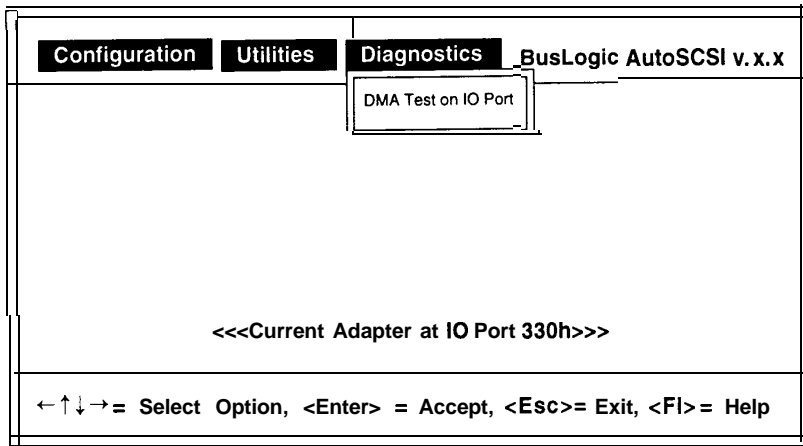 Configuration Utilities Diagnostics BusLogic AutoSCSI v. x. x
DMA Test on IO Port
<<<Current Adapter at IO Port 330h>>>
←↑↓→= Select Option, <Enter> = Accept, <Esc>= Exit, <Fl>= Help